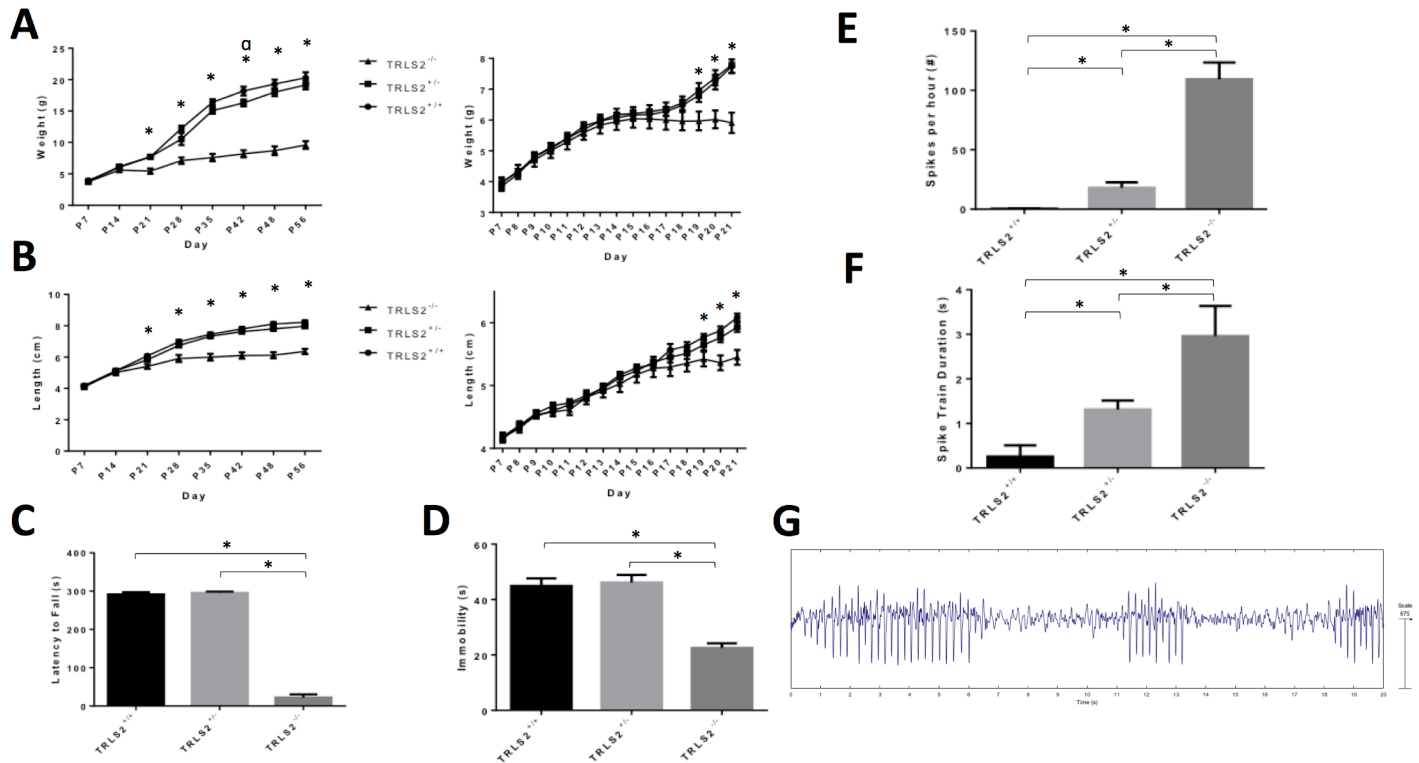 A
Weight (g)
25
20
15
10
5
0
* * * α * * *
P7 P14 P21 P28 P35 P42 P48 P56
Day
TRLS2-/-
TRLS2+/-
TRLS2+/+
Weight (g)
8
7
6
5
4
3
* * *
P7 P8 P9 P10 P11 P12 P13 P14 P15 P16 P17 P18 P19 P20 P21
Day
B
Length (cm)
10
8
6
4
2
0
* * * * * *
P7 P14 P21 P28 P35 P42 P48 P56
Day
TRLS2-/-
TRLS2+/-
TRLS2+/+
Length (cm)
6
5
4
* * *
P7 P8 P9 P10 P11 P12 P13 P14 P15 P16 P17 P18 P19 P20 P21
Day
C
Latency to Fall (s)
400
300
200
100
0
*
*
TRLS2+/+ TRLS2+/- TRLS2-/-
D
Immobility (s)
60
40
20
0
*
*
TRLS2+/+ TRLS2+/- TRLS2-/-
E
Spikes per hour (#)
150
100
50
0
*
* *
TRLS2+/+ TRLS2+/- TRLS2-/-
F
Spike Train Duration (s)
4
3
2
1
0
*
* *
TRLS2+/+ TRLS2+/- TRLS2-/-
G
Scale
675
0 1 2 3 4 5 6 7 8 9 10 11 12 13 14 15 16 17 18 19 20
Time (s)